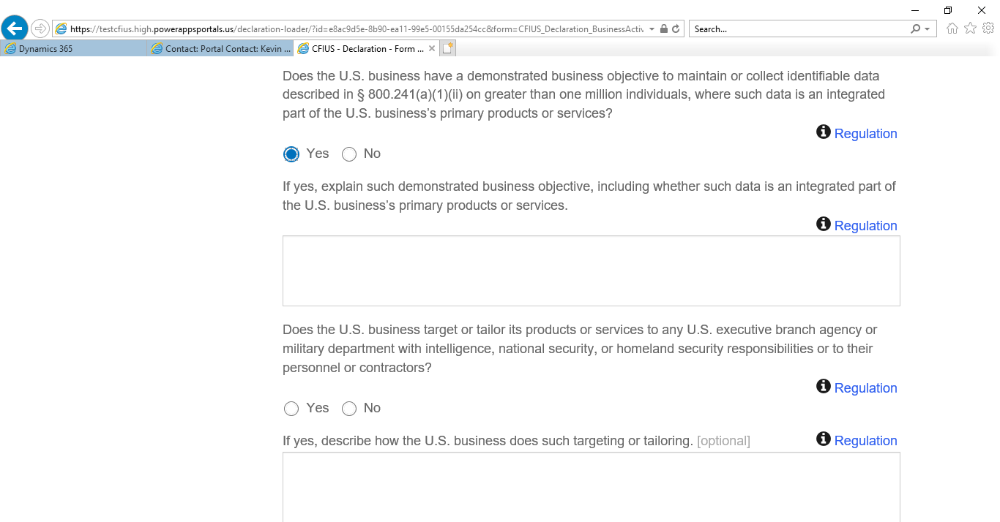 https://testcfius.high.powerappsportals.us/declaration-loader/?id=e8ac9d5e-8b90-ea11-99e5-00155da254cc&form=CFIUS_Declaration_BusinessActiv
Search...
Dynamics 365
Contact: Portal Contact: Kevin ...
CFIUS - Declaration - Form ...
Does the U.S. business have a demonstrated business objective to maintain or collect identifiable data
described in § 800.241(a)(1)(ii) on greater than one million individuals, where such data is an integrated
part of the U.S. business’s primary products or services?
Regulation
Yes No
If yes, explain such demonstrated business objective, including whether such data is an integrated part of
the U.S. business’s primary products or services.
Regulation
Does the U.S. business target or tailor its products or services to any U.S. executive branch agency or
military department with intelligence, national security, or homeland security responsibilities or to their
personnel or contractors?
Regulation
Yes No
If yes, describe how the U.S. business does such targeting or tailoring. [optional] Regulation